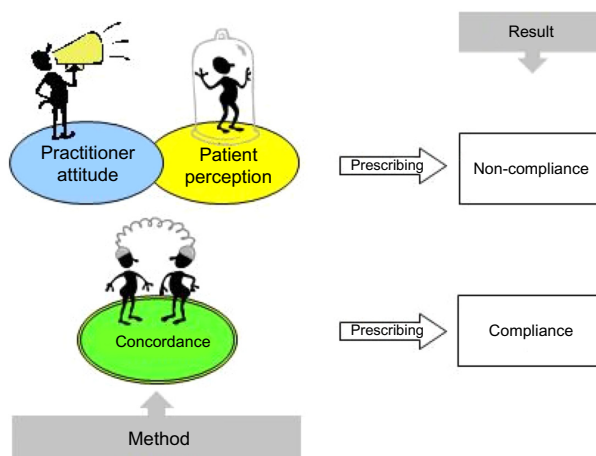 Result
Practitioner
attitude
Patient
perception
Prescribing
Non-compliance
Concordance
Prescribing
Compliance
Method